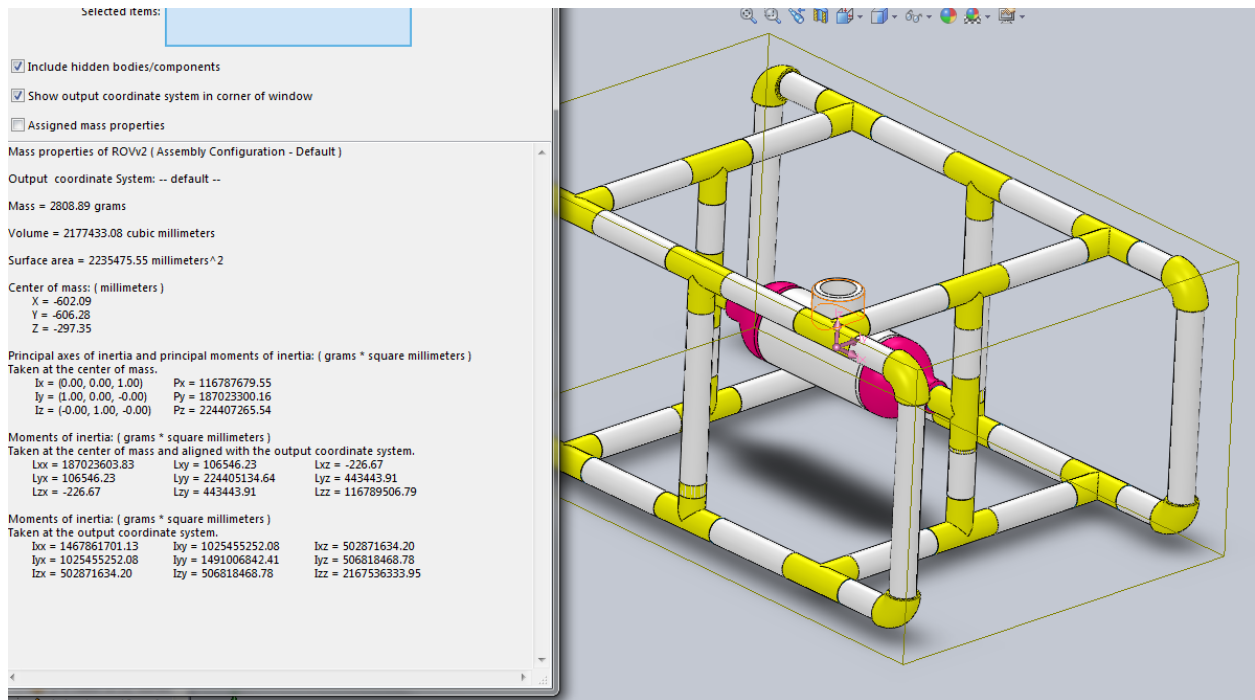 Selected items:
Include hidden bodies/components
Show output coordinate system in corner of window
Assigned mass properties
Mass properties of ROVv2 ( Assembly Configuration - Default )
Output coordinate System: -- default --
Mass = 2808.89 grams
Volume = 2177433.08 cubic millimeters
Surface area = 2235475.55 millimeters^2
Center of mass: ( millimeters )
X = -602.09
Y = -606.28
Z = -297.35
Principal axes of inertia and principal moments of inertia: ( grams * square millimeters )
Taken at the center of mass.
Ix = (0.00, 0.00, 1.00) Px = 116787679.55
Iy = (1.00, 0.00, -0.00) Py = 187023300.16
Iz = (-0.00, 1.00, -0.00) Pz = 224407265.54
Moments of inertia: ( grams * square millimeters )
Taken at the center of mass and aligned with the output coordinate system.
Lxx = 187023603.83 Lxy = 106546.23 Lxz = -226.67
Lyx = 106546.23 Lyy = 224405134.64 Lyz = 443443.91
Lzx = -226.67 Lzy = 443443.91 Lzz = 116789506.79
Moments of inertia: ( grams * square millimeters )
Taken at the output coordinate system.
Ixx = 1467861701.13 Ixy = 1025455252.08 Ixz = 502871634.20
Iyx = 1025455252.08 Iyy = 1491006842.41 Iyz = 506818468.78
Izx = 502871634.20 Izy = 506818468.78 Izz = 2167536333.95